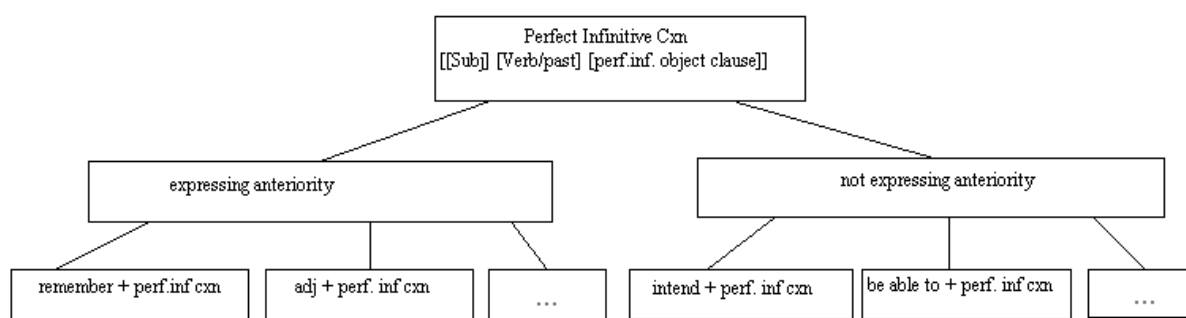 Perfect Infinitive Cxn
[[Subj] [Verb/past] [perf.inf. object clause]]
expressing anteriority
not expressing anteriority
remember + perf.inf cxn
adj + perf. inf cxn
...
intend + perf. inf cxn
be able to + perf. inf cxn
...